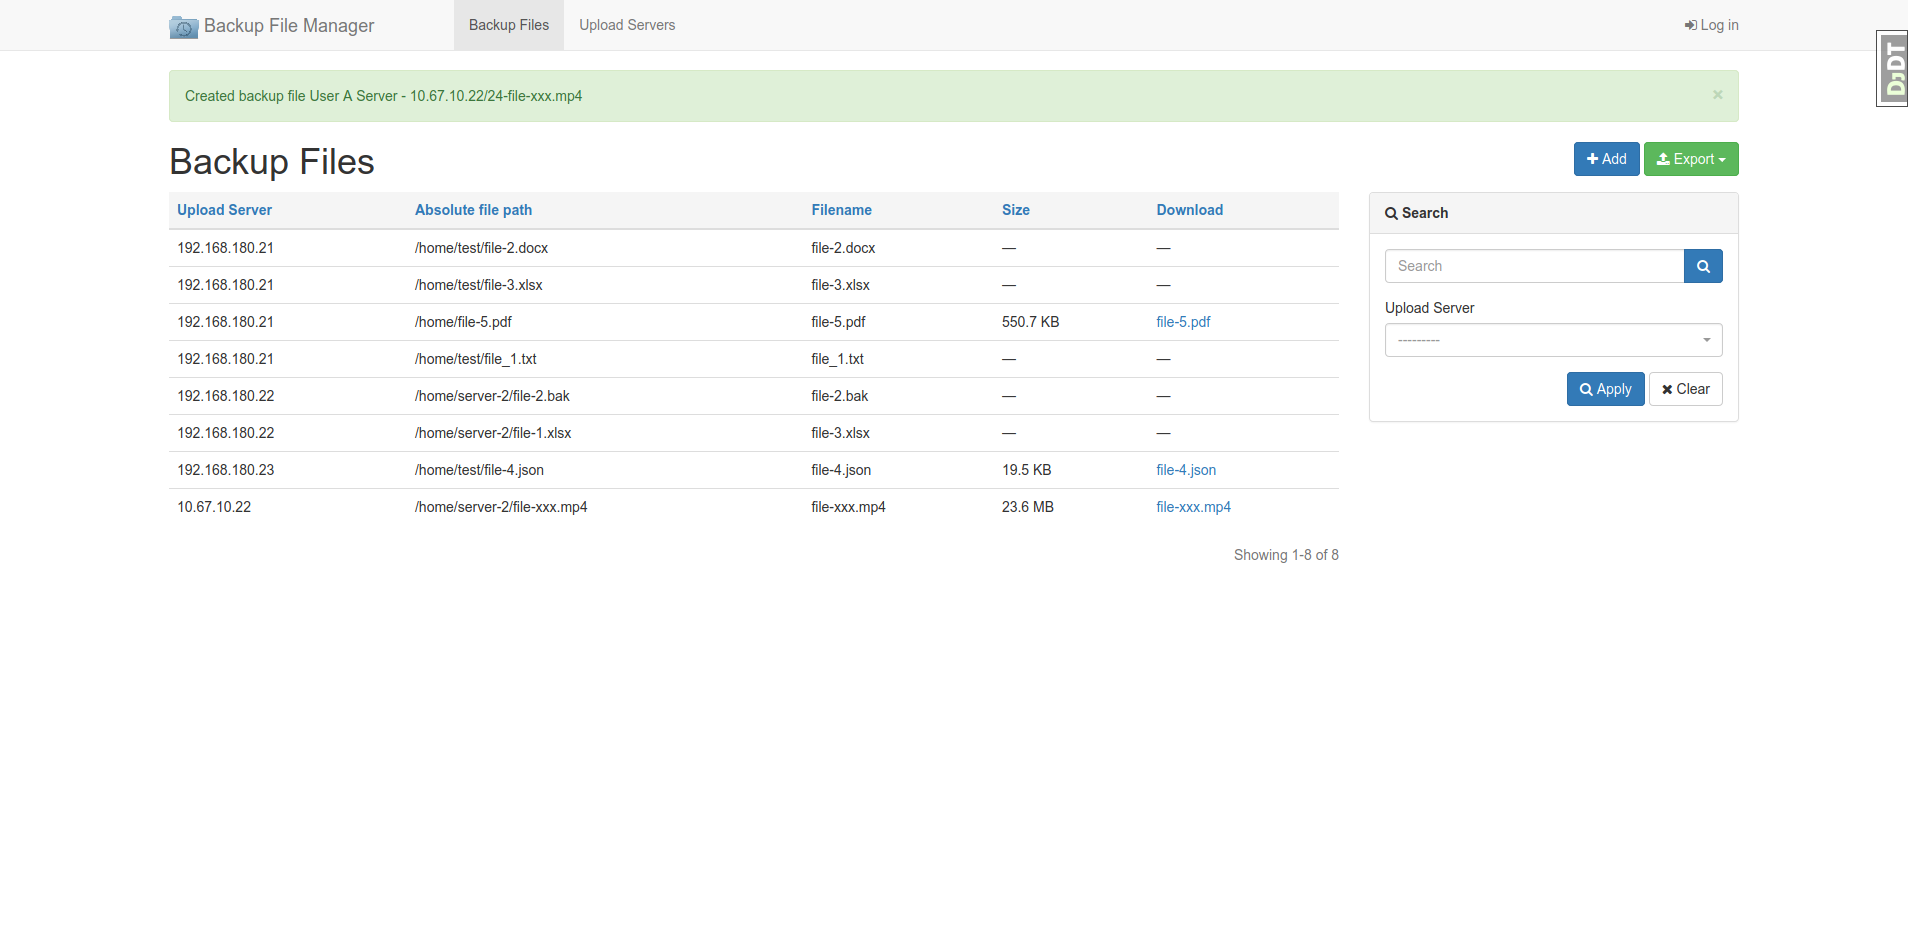 Backup File Manager Backup Files Upload Servers Log in
DJDT
Created backup file User A Server - 10.67.10.22/24-file-xxx.mp4 ×
Backup Files Add Export
Upload Server Absolute file path Filename Size Download
192.168.180.21 /home/test/file-2.docx file-2.docx — —
192.168.180.21 /home/test/file-3.xlsx file-3.xlsx — —
192.168.180.21 /home/file-5.pdf file-5.pdf 550.7 KB file-5.pdf
192.168.180.21 /home/test/file_1.txt file_1.txt — —
192.168.180.22 /home/server-2/file-2.bak file-2.bak — —
192.168.180.22 /home/server-2/file-1.xlsx file-3.xlsx — —
192.168.180.23 /home/test/file-4.json file-4.json 19.5 KB file-4.json
10.67.10.22 /home/server-2/file-xxx.mp4 file-xxx.mp4 23.6 MB file-xxx.mp4
Showing 1-8 of 8
Search
Search
Upload Server
---------
Apply Clear